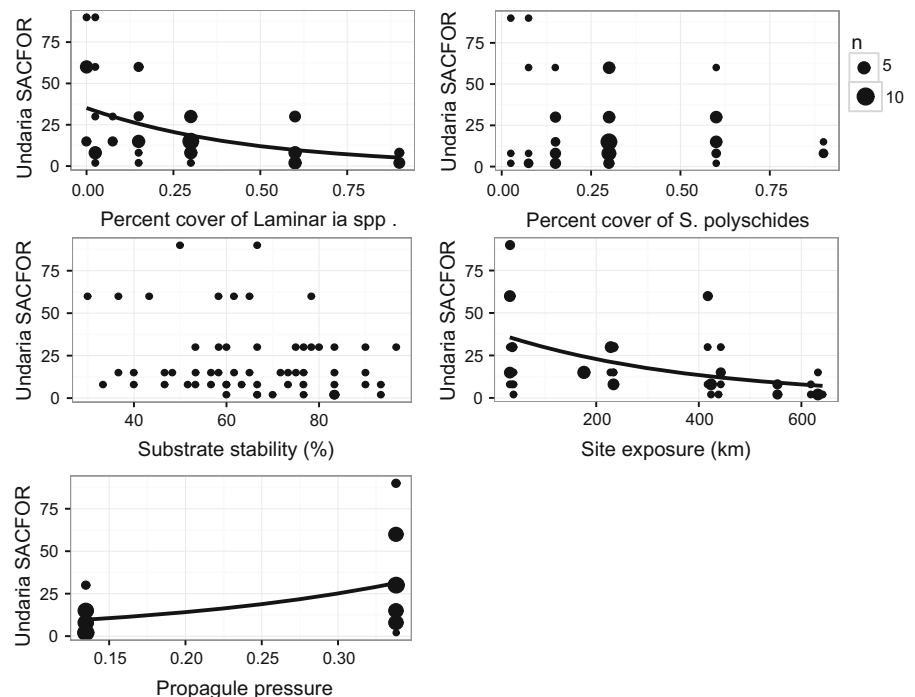 Undaria SACFOR
75
50
25
0
0.00 0.25 0.50 0.75
Percent cover of Laminar ia spp .
Undaria SACFOR
75
50
25
0
0.00 0.25 0.50 0.75
Percent cover of S. polyschides
n
5
10
Undaria SACFOR
75
50
25
0
40 60 80
Substrate stability (%)
Undaria SACFOR
75
50
25
0
200 400 600
Site exposure (km)
Undaria SACFOR
75
50
25
0
0.15 0.20 0.25 0.30
Propagule pressure